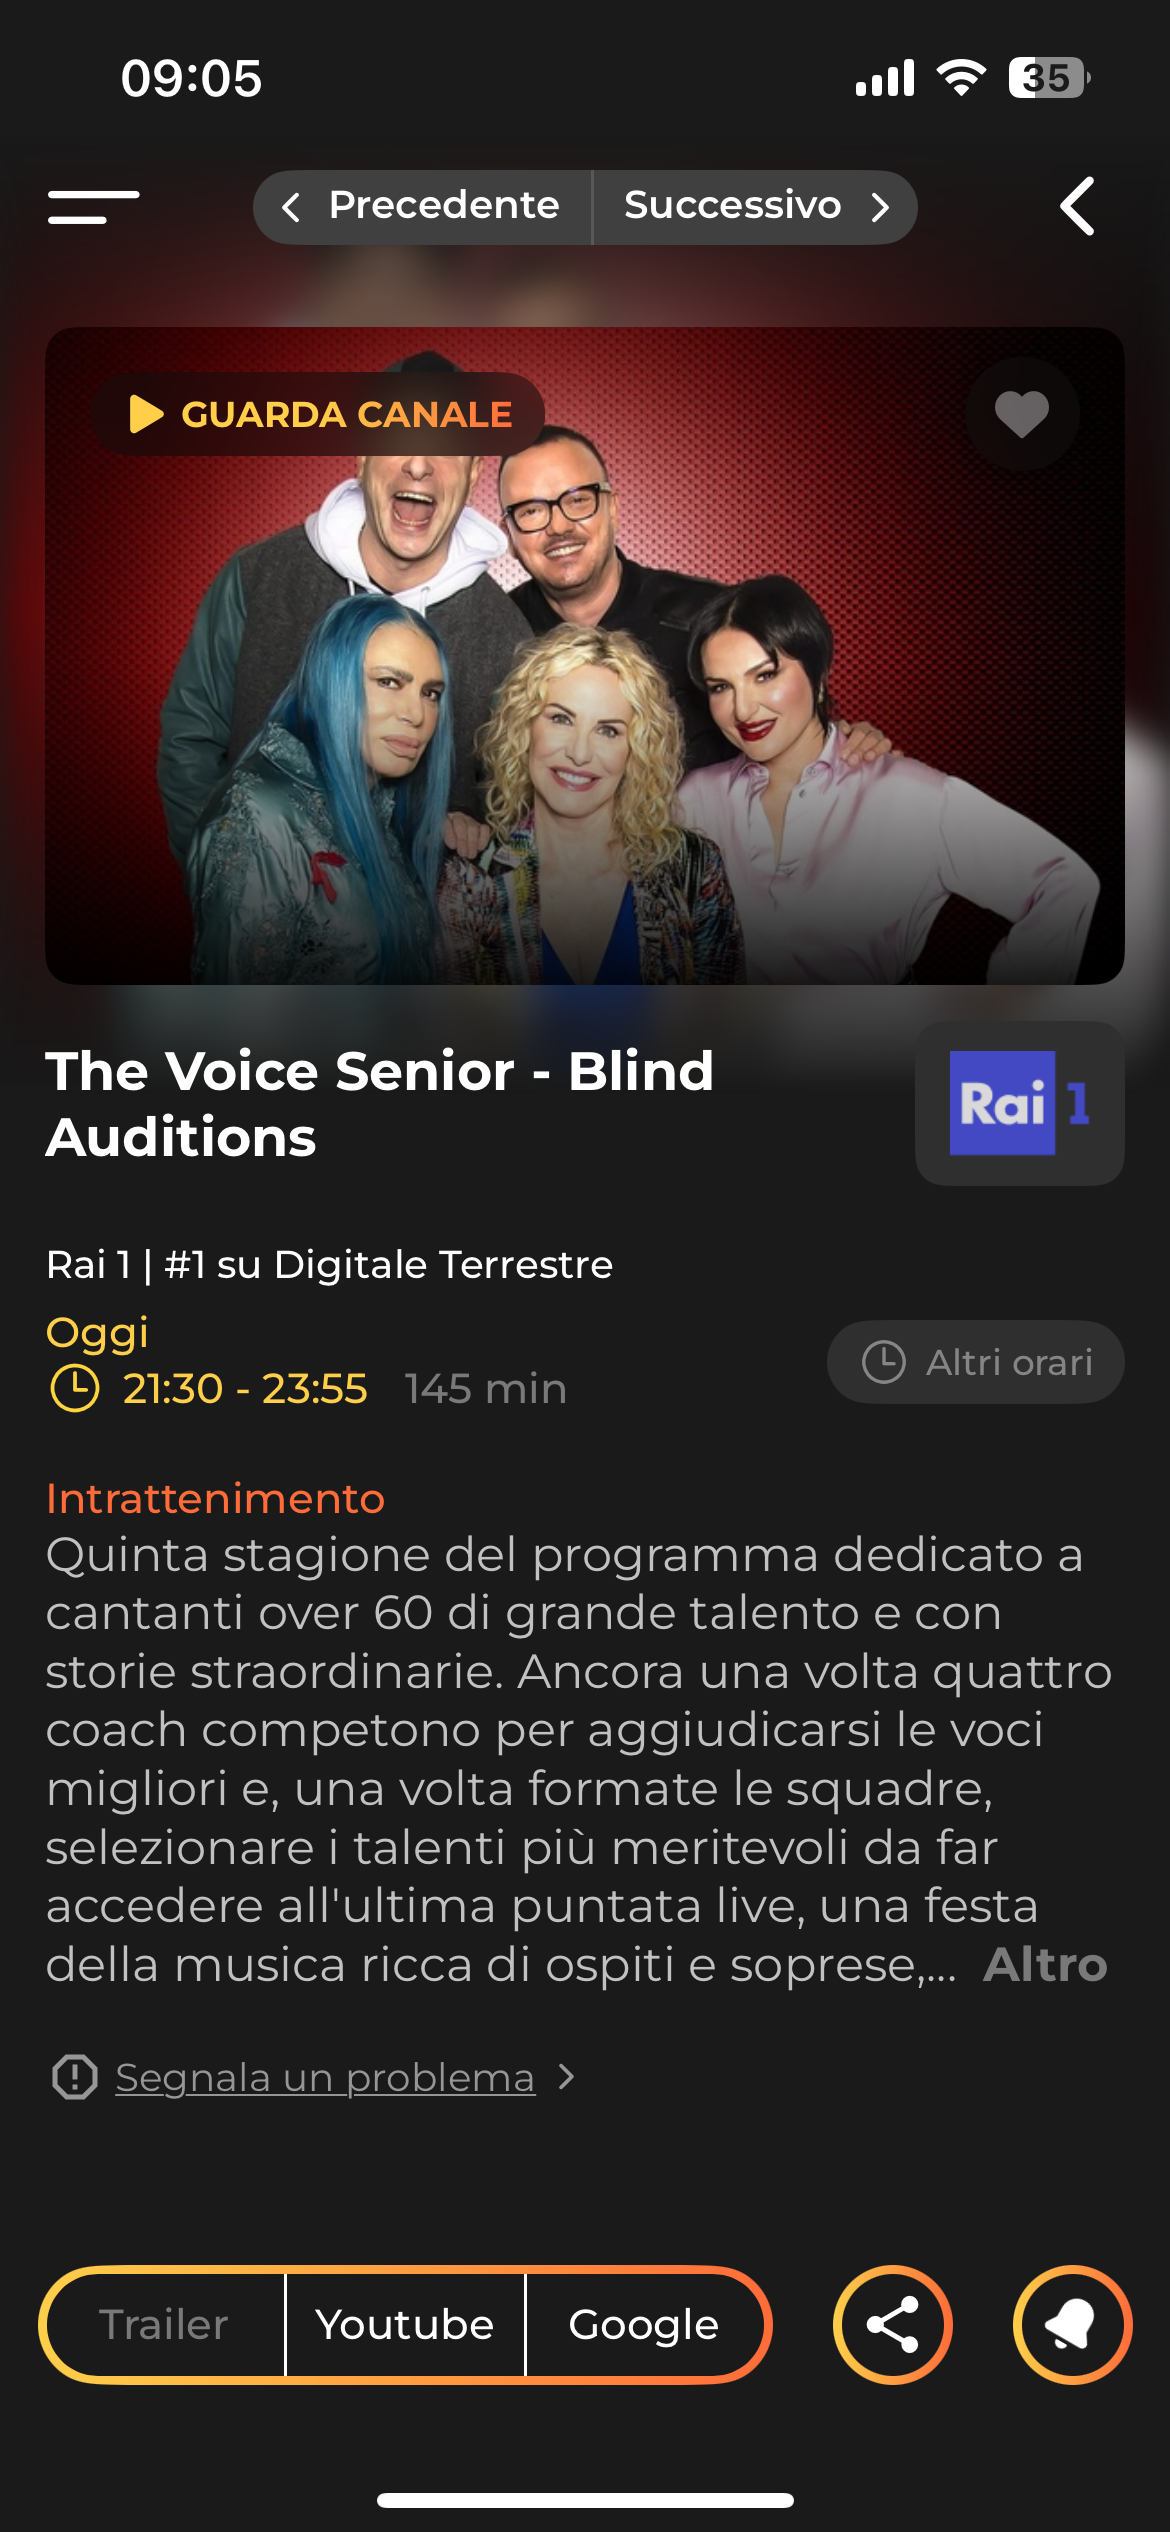 09:05
35
Precedente
Successivo
GUARDA CANALE
The Voice Senior - Blind
Auditions
Rai 1
Rai 1 | #1 su Digitale Terrestre
Oggi
21:30 - 23:55 145 min
Altri orari
Intrattenimento
Quinta stagione del programma dedicato a
cantanti over 60 di grande talento e con
storie straordinarie. Ancora una volta quattro
coach competono per aggiudicarsi le voci
migliori e, una volta formate le squadre,
selezionare i talenti più meritevoli da far
accedere all'ultima puntata live, una festa
della musica ricca di ospiti e soprese,... Altro
Segnala un problema
Trailer
Youtube
Google